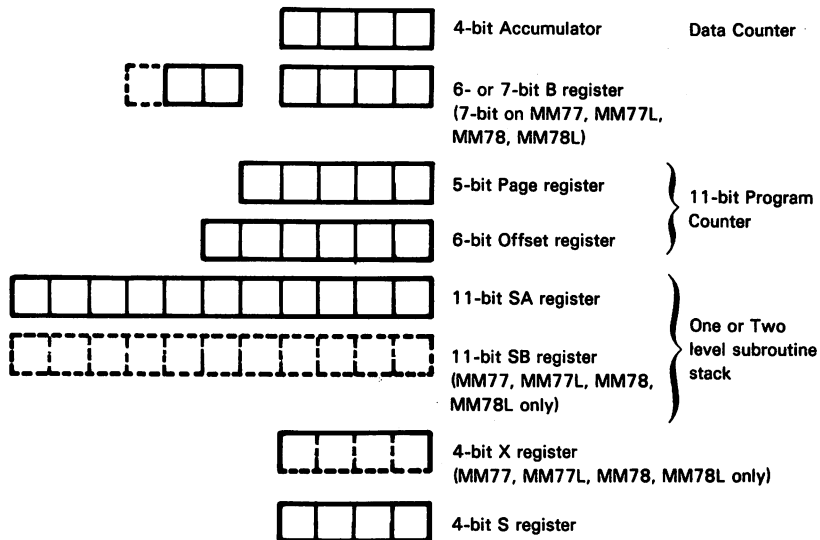 4-bit Accumulator
Data Counter
6- or 7-bit B register
(7-bit on MM77, MM77L,
MM78, MM78L)
5-bit Page register
6-bit Offset register
11-bit Program
Counter
11-bit SA register
11-bit SB register
(MM77, MM77L, MM78,
MM78L only)
One or Two
level subroutine
stack
4-bit X register
(MM77, MM77L, MM78, MM78L only)
4-bit S register